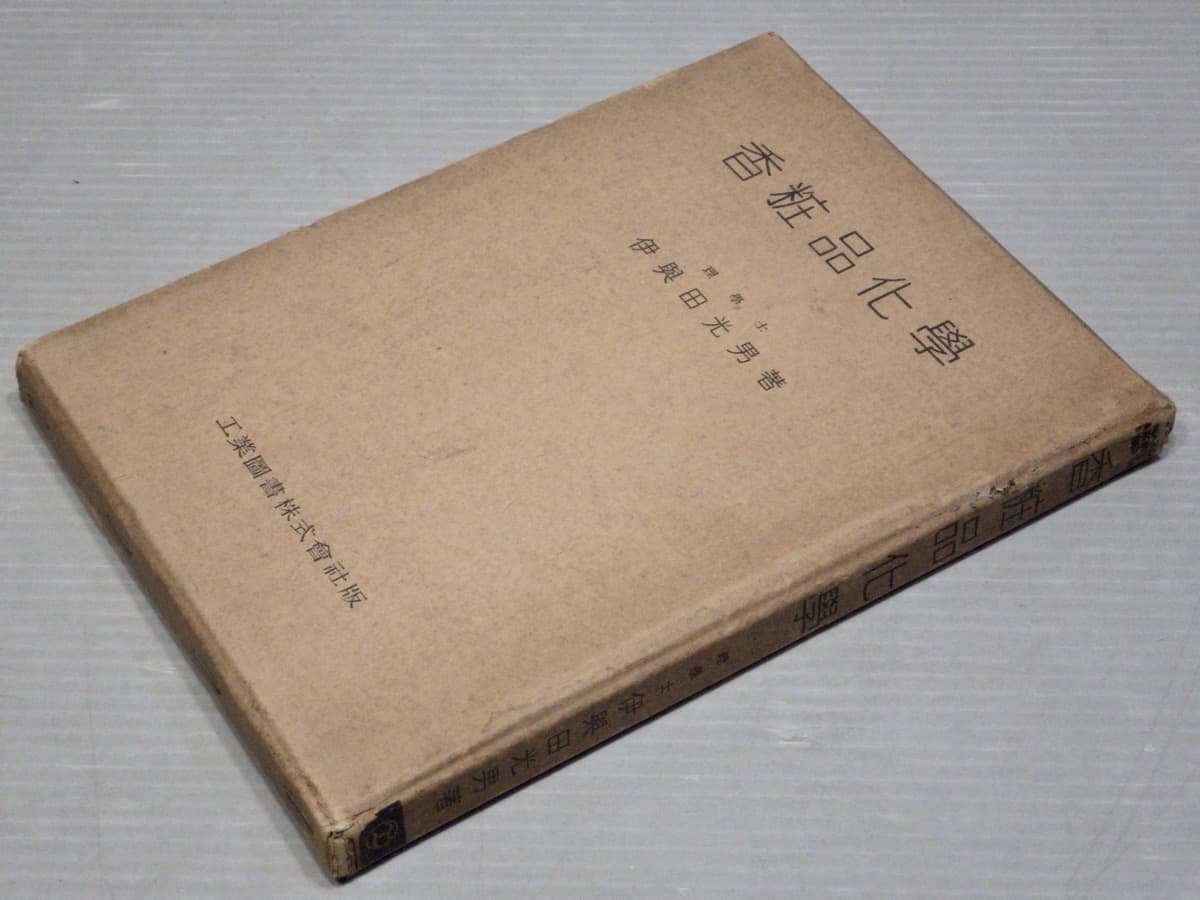 香粧品化學
理學士
伊與田光男著
工業圖書株式會社版
香粧品化學
理學士 伊與田光男著